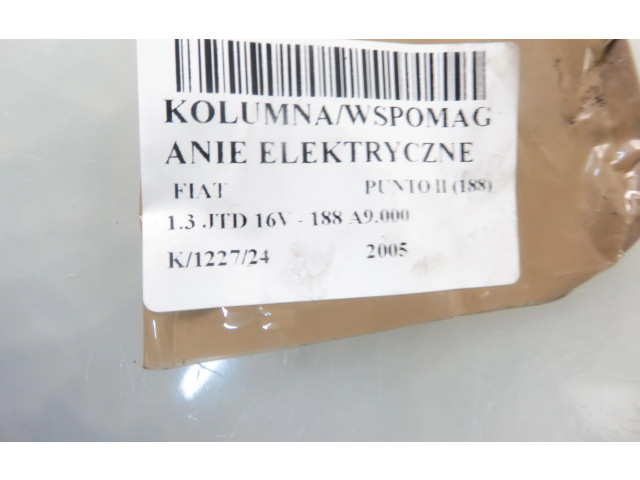 KOLUMNA/WSPOMAG
ANIE ELEKTRYCZNE
FIAT PUNTO II (188)
1.3 JTD 16V - 188 A9.000
K/1227/24 2005